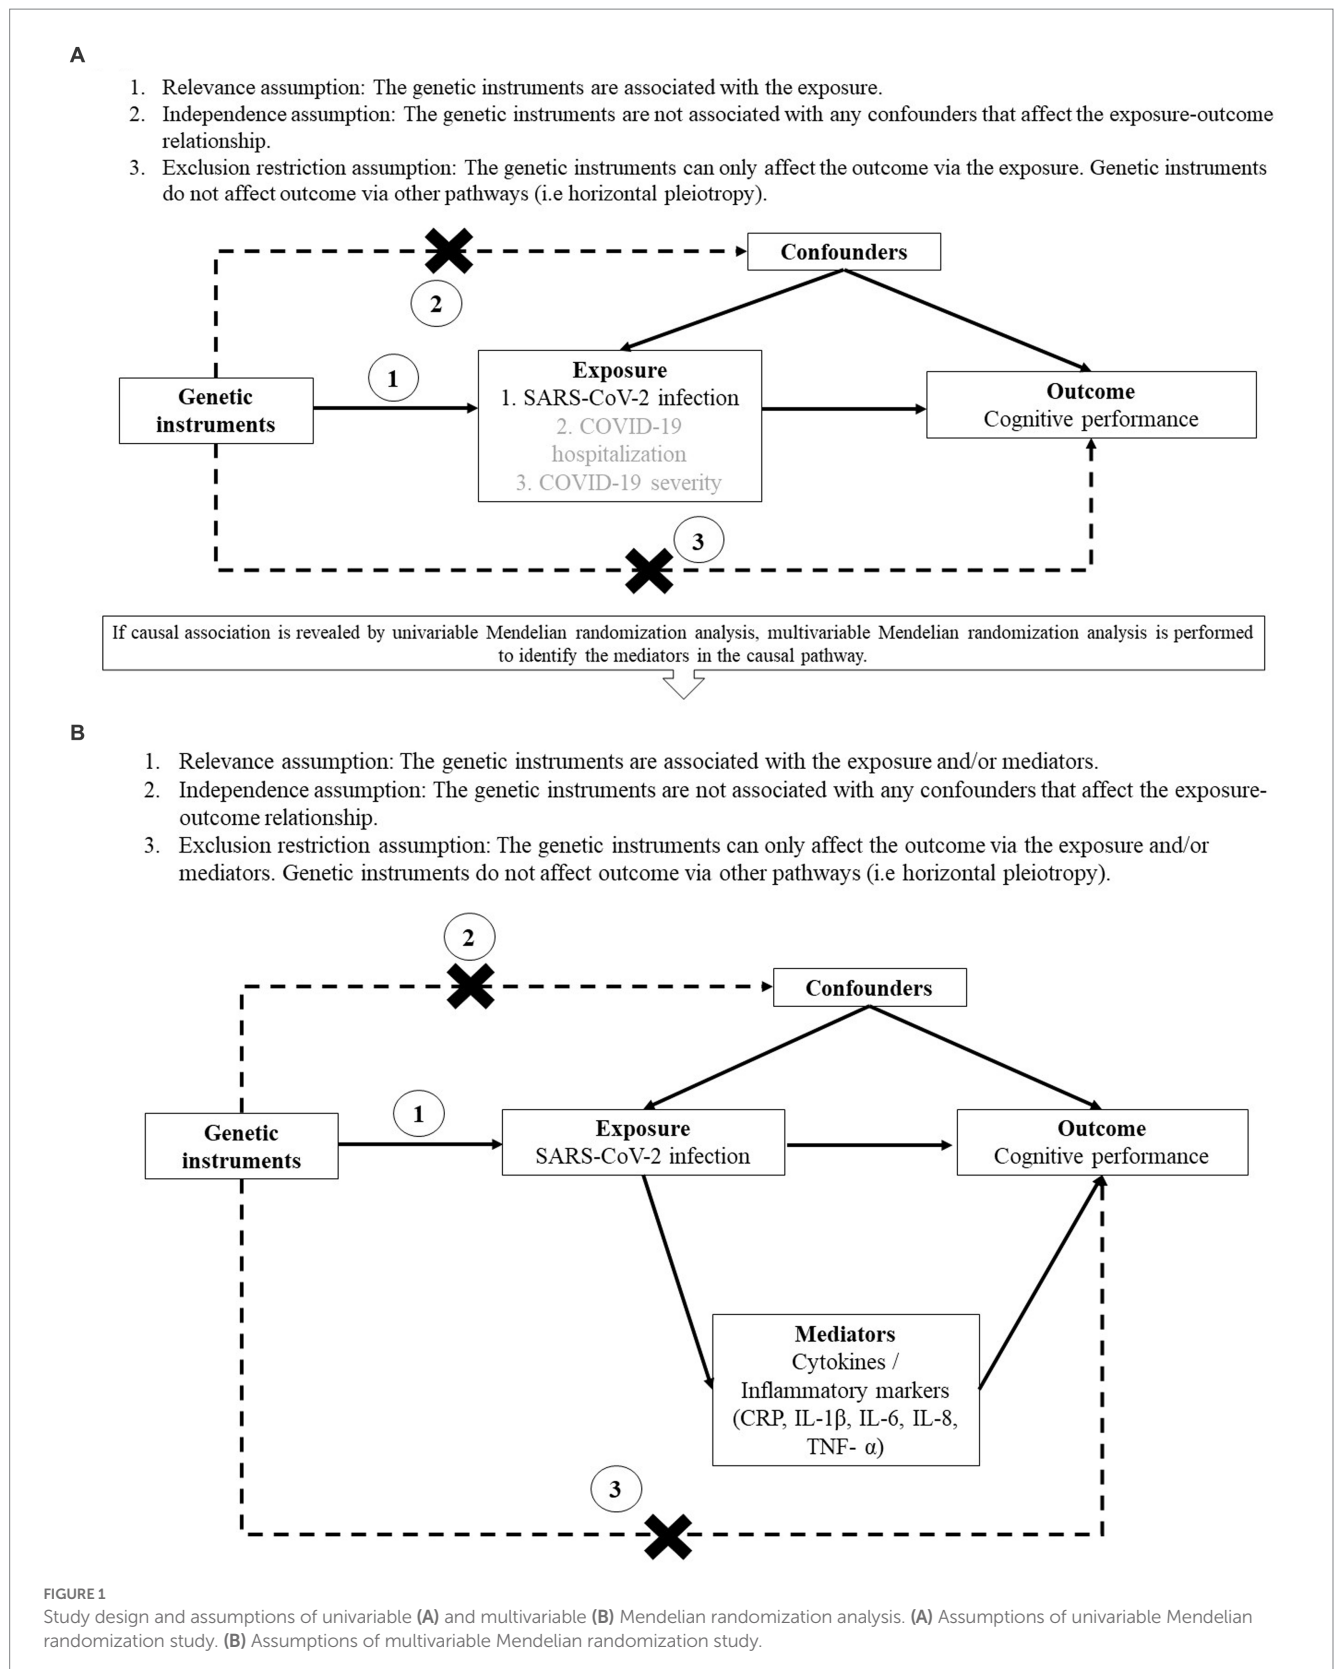 A
1. Relevance assumption: The genetic instruments are associated with the exposure.
2. Independence assumption: The genetic instruments are not associated with any confounders that affect the exposure-outcome
relationship.
3. Exclusion restriction assumption: The genetic instruments can only affect the outcome via the exposure. Genetic instruments
do not affect outcome via other pathways (i.e horizontal pleiotropy).
Confounders
2
1
Genetic
instruments
Exposure
1. SARS-CoV-2 infection
2. COVID-19
hospitalization
3. COVID-19 severity
Outcome
Cognitive performance
3
If causal association is revealed by univariable Mendelian randomization analysis, multivariable Mendelian randomization analysis is performed
to identify the mediators in the causal pathway.
B
1. Relevance assumption: The genetic instruments are associated with the exposure and/or mediators.
2. Independence assumption: The genetic instruments are not associated with any confounders that affect the exposure-
outcome relationship.
3. Exclusion restriction assumption: The genetic instruments can only affect the outcome via the exposure and/or
mediators. Genetic instruments do not affect outcome via other pathways (i.e horizontal pleiotropy).
2
Confounders
1
Genetic
instruments
Exposure
SARS-CoV-2 infection
Outcome
Cognitive performance
Mediators
Cytokines /
Inflammatory markers
(CRP, IL-1β, IL-6, IL-8,
TNF- α)
3
FIGURE 1
Study design and assumptions of univariable (A) and multivariable (B) Mendelian randomization analysis. (A) Assumptions of univariable Mendelian
randomization study. (B) Assumptions of multivariable Mendelian randomization study.